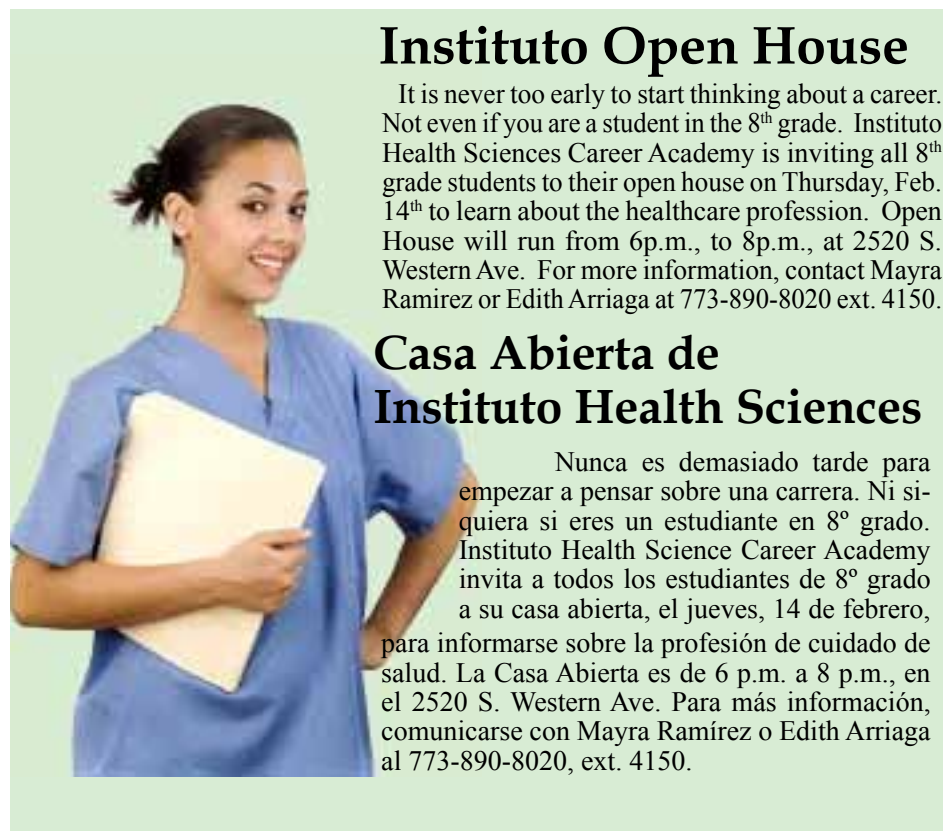 Instituto Open House
It is never too early to start thinking about a career.
Not even if you are a student in the 8th grade. Instituto
Health Sciences Career Academy is inviting all 8th
grade students to their open house on Thursday, Feb.
14th to learn about the healthcare profession. Open
House will run from 6p.m., to 8p.m., at 2520 S.
Western Ave. For more information, contact Mayra
Ramirez or Edith Arriaga at 773-890-8020 ext. 4150.
Casa Abierta de
Instituto Health Sciences
Nunca es demasiado tarde para
empezar a pensar sobre una carrera. Ni si-
quiera si eres un estudiante en 8º grado.
Instituto Health Science Career Academy
invita a todos los estudiantes de 8º grado
a su casa abierta, el jueves, 14 de febrero,
para informarse sobre la profesión de cuidado de
salud. La Casa Abierta es de 6 p.m. a 8 p.m., en
el 2520 S. Western Ave. Para más información,
comunicarse con Mayra Ramírez o Edith Arriaga
al 773-890-8020, ext. 4150.